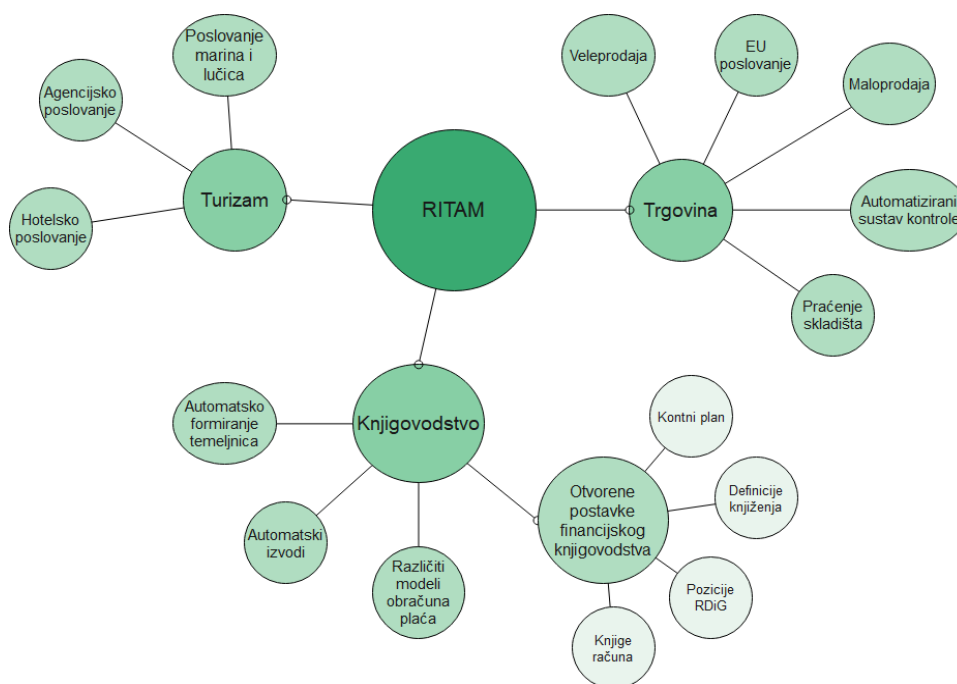 Poslovanje
marina i
lučica
Agencijsko
poslovanje
Hotelsko
poslovanje
Turizam
RITAM
Veleprodaja
EU
poslovanje
Maloprodaja
Trgovina
Automatizirani
sustav kontrole
Praćenje
skladišta
Knjigovodstvo
Automatsko
formiranje
temeljnica
Automatski
izvodi
Različiti
modeli
obračuna
plaća
Otvorene
postavke
financijskog
knjigovodstva
Kontni plan
Definicije
knjiženja
Pozicije
RDiG
Knjige
računa